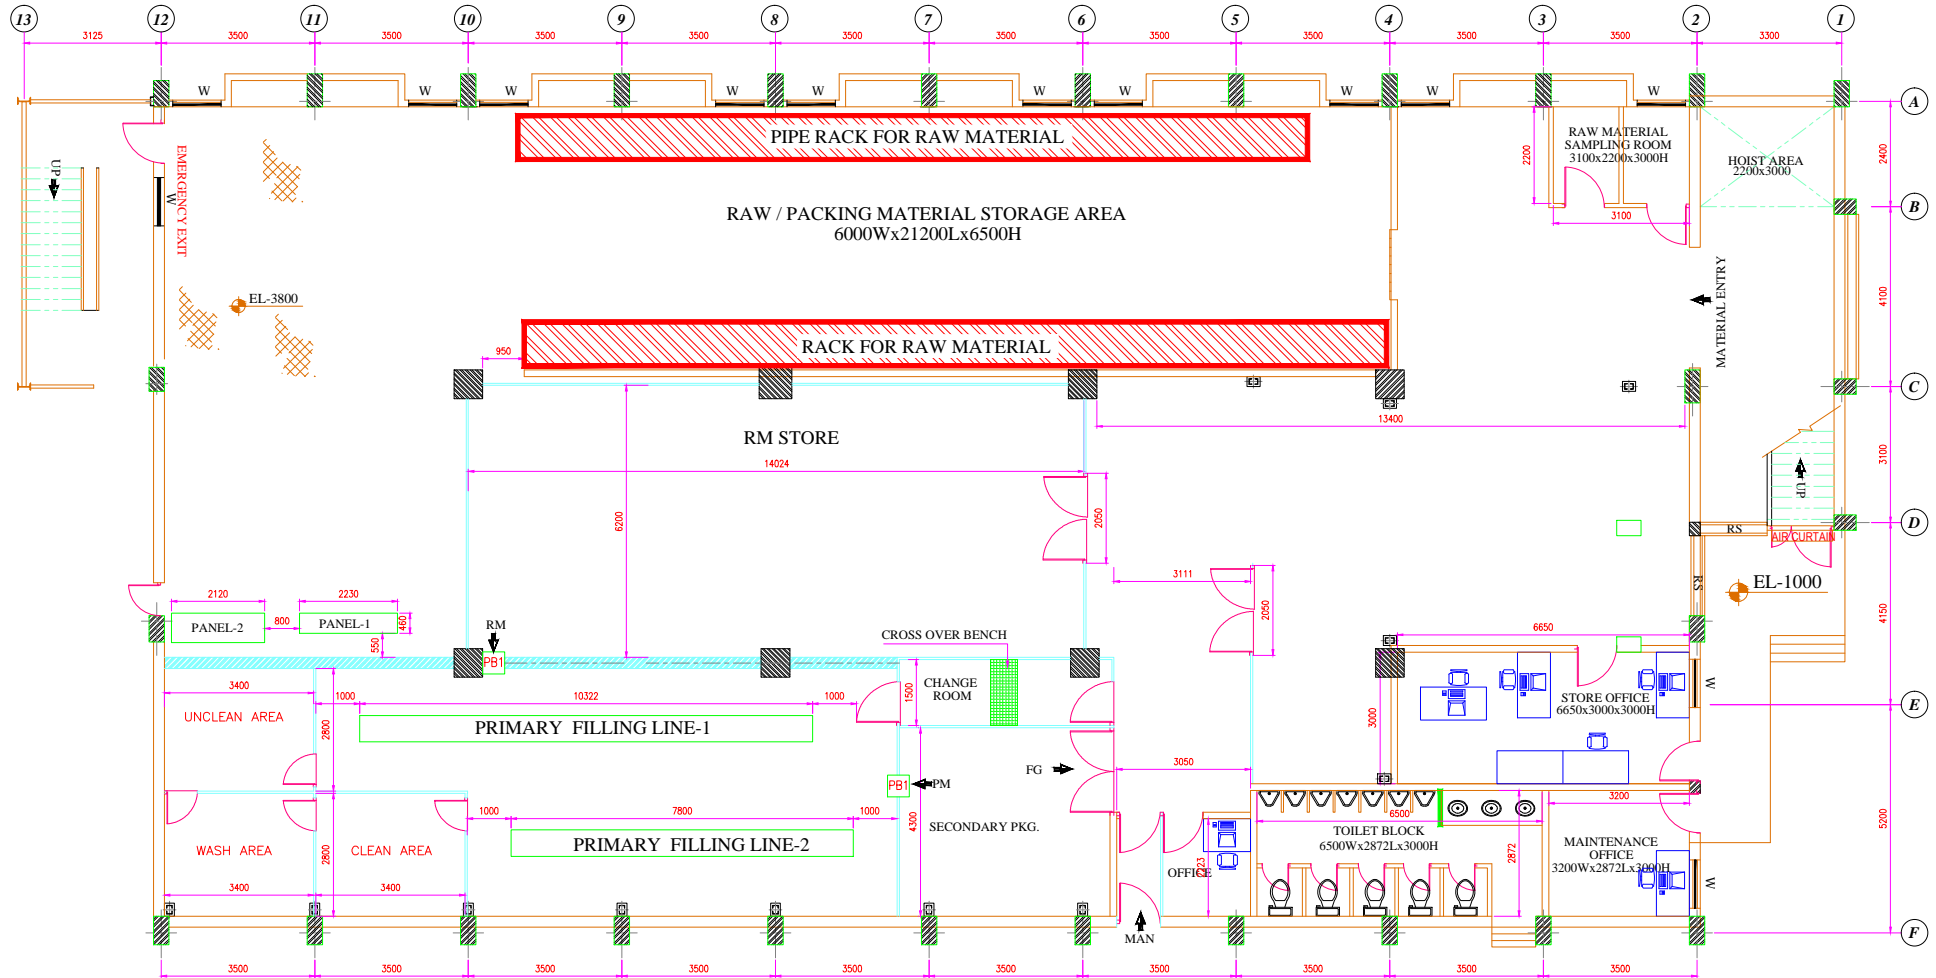 13
12
11
10
9
8
7
6
5
4
3
2
1
3125
3500
3500
3500
3500
3500
3500
3500
3500
3500
3500
3300
W
W
W
W
W
W
W
W
W
W
A
PIPE RACK FOR RAW MATERIAL
RAW MATERIAL
SAMPLING ROOM
3100x2200x3000H
2200
HOIST AREA
2200x3000
2400
UP
EMERGENCY EXIT
W
RAW / PACKING MATERIAL STORAGE AREA
6000Wx21200Lx6500H
3100
B
EL-3800
MATERIAL ENTRY
4100
950
RACK FOR RAW MATERIAL
C
13400
RM STORE
14024
6200
2050
3100
UP
D
RS
AIR CURTAIN
RS
EL-1000
3111
2050
2120
2230
PANEL-2
800
PANEL-1
460
550
RM
PB1
CROSS OVER BENCH
6650
4150
3400
UNCLEAN AREA
1000
10322
1000
2800
PRIMARY FILLING LINE-1
1500
CHANGE
ROOM
3000
STORE OFFICE
6650x3000x3000H
W
E
FG
3050
PB1
PM
3200
5200
1000
7800
1000
4300
SECONDARY PKG.
6500
TOILET BLOCK
6500Wx2872Lx3000H
2872
MAINTENANCE
OFFICE
3200Wx2872Lx3000H
W
WASH AREA
CLEAN AREA
2800
PRIMARY FILLING LINE-2
OFFICE
3400
3400
MAN
F
3500
3500
3500
3500
3500
3500
3500
3500
3500
3500